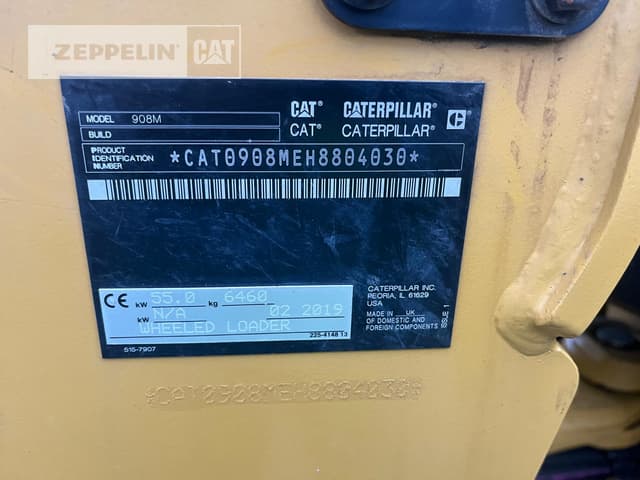 ZEPPELIN CAT
CAT® CATERPILLAR®
MODEL 908M
BUILD CAT® CATERPILLAR® C
PRODUCT IDENTIFICATION NUMBER *CAT0908MEH8804030*
CE kW 55.0 kg 6460
kW N/A 02 2019
WHEELED LOADER 225-4148 13
CATERPILLAR INC.
PEORIA, IL 61629
USA
MADE IN UK
OF DOMESTIC AND
FOREIGN COMPONENTS
ISSUE 1
515-7907
*CAT0908MEH8804030*